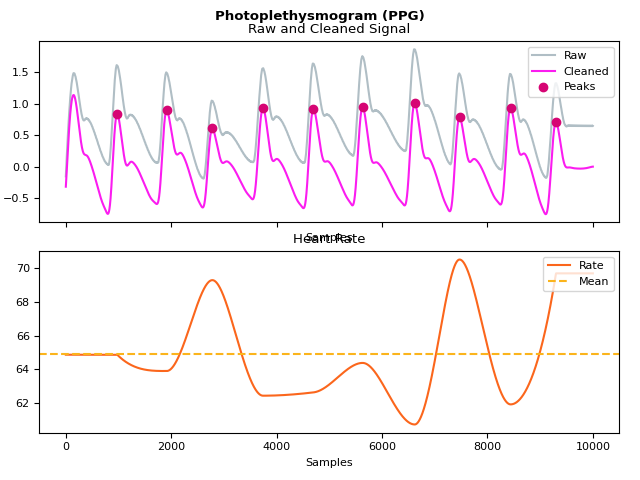 Photoplethysmogram (PPG)
Raw and Cleaned Signal
1.5
1.0
0.5
0.0
−0.5
Raw
Cleaned
Peaks
Samples
Heart Rate
70
68
66
64
62
Rate
Mean
0 2000 4000 6000 8000 10000
Samples